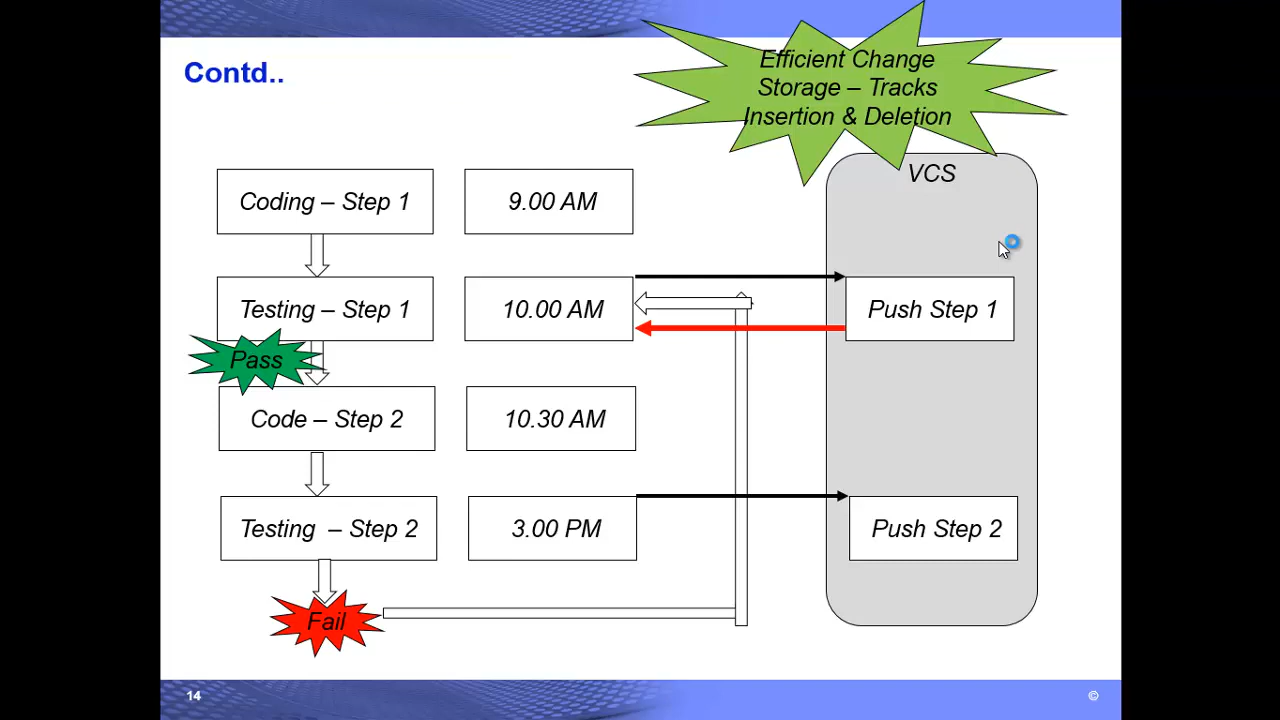 Efficient Change
Storage – Tracks
Insertion & Deletion
Contd..
VCS
Coding – Step 1
9.00 AM
Testing – Step 1
10.00 AM
Push Step 1
Pass
Code – Step 2
10.30 AM
Testing – Step 2
3.00 PM
Push Step 2
Fail
14
©